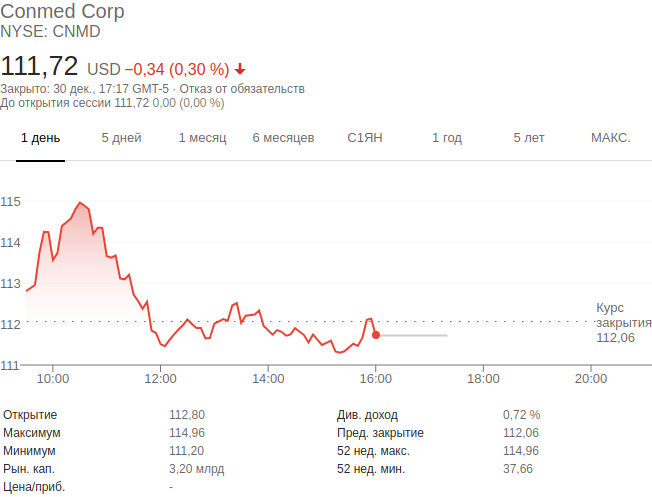 Conmed Corp
NYSE: CNMD
111,72 USD −0,34 (0,30 %)
Закрыто: 30 дек., 17:17 GMT-5 · Отказ от обязательств
До открытия сессии 111,72 0,00 (0,00 %)
1 день 5 дней 1 месяц 6 месяцев С1ЯН 1 год 5 лет МАКС.
115
114
113
112
111
Курс
закрытия
112,06
10:00 12:00 14:00 16:00 18:00 20:00
Открытие 112,80 Див. доход 0,72 %
Максимум 114,96 Пред. закрытие 112,06
Минимум 111,20 52 нед. макс. 114,96
Рын. кап. 3,20 млрд 52 нед. мин. 37,66
Цена/приб. -